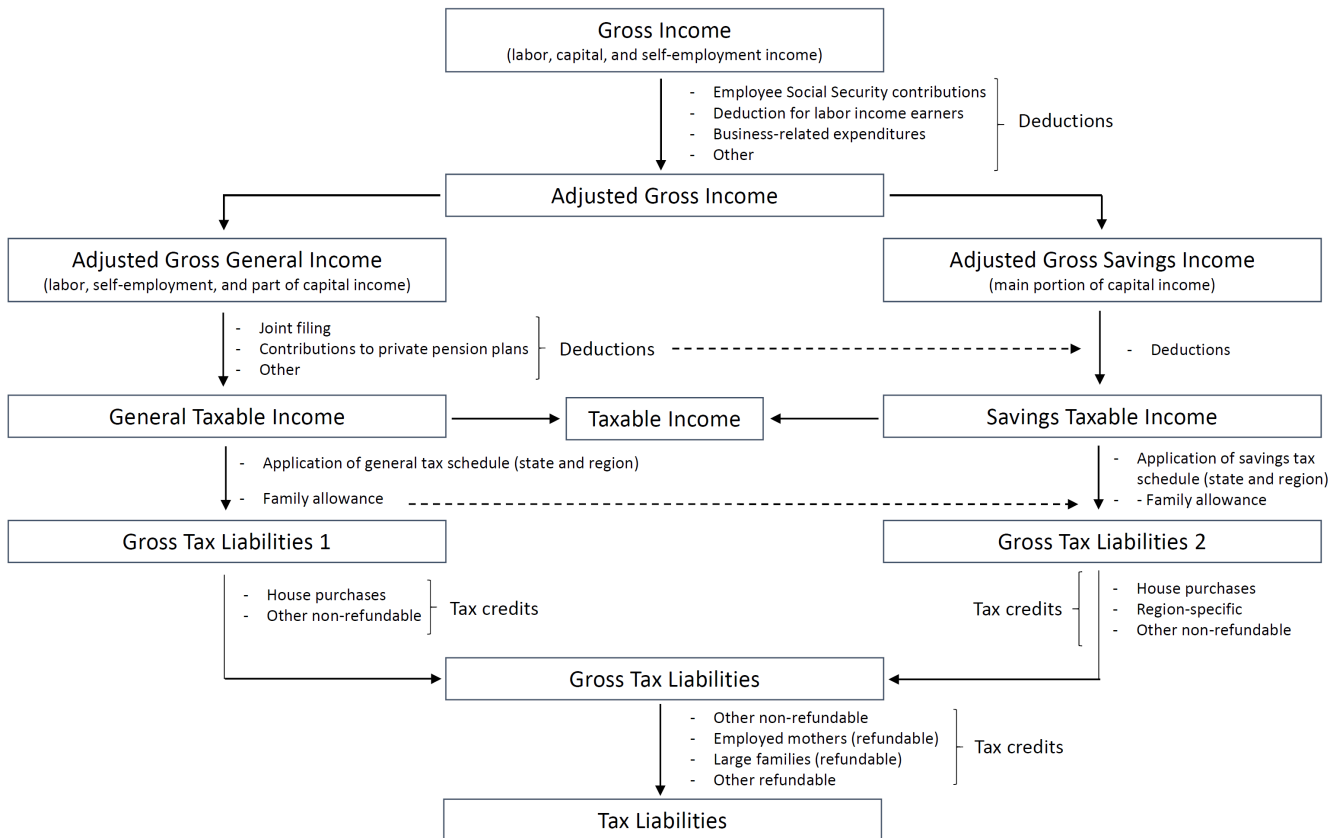 Gross Income
(labor, capital, and self-employment income)
- Employee Social Security contributions
- Deduction for labor income earners
- Business-related expenditures
- Other
Deductions
Adjusted Gross Income
Adjusted Gross General Income
(labor, self-employment, and part of capital income)
Adjusted Gross Savings Income
(main portion of capital income)
- Joint filing
- Contributions to private pension plans
- Other
Deductions
- Deductions
General Taxable Income
Taxable Income
Savings Taxable Income
- Application of general tax schedule (state and region)
- Family allowance
- Application of savings tax
schedule (state and region)
- - Family allowance
Gross Tax Liabilities 1
Gross Tax Liabilities 2
- House purchases
- Other non-refundable
Tax credits
Tax credits
- House purchases
- Region-specific
- Other non-refundable
Gross Tax Liabilities
- Other non-refundable
- Employed mothers (refundable)
- Large families (refundable)
- Other refundable
Tax credits
Tax Liabilities